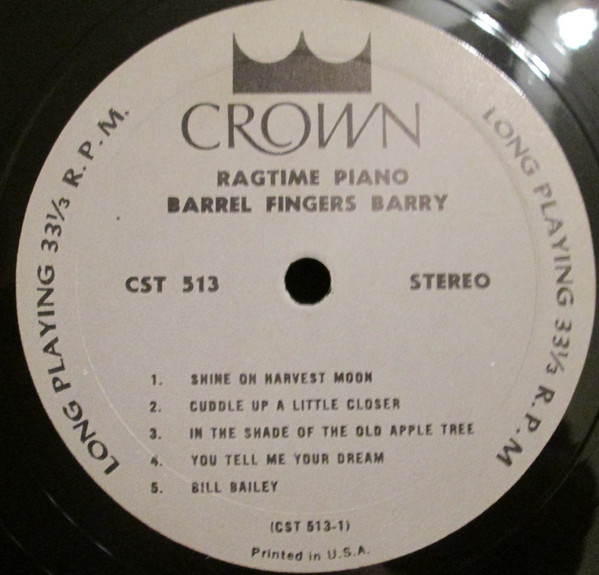 CROWN
RAGTIME PIANO
BARREL FINGERS BARRY
CST 513
STEREO
LONG PLAYING 33⅓ R.P.M.
LONG PLAYING 33⅓ R.P.M
1. SHINE ON HARVEST MOON
2. CUDDLE UP A LITTLE CLOSER
3. IN THE SHADE OF THE OLD APPLE TREE
4. YOU TELL ME YOUR DREAM
5. BILL BAILEY
(CST 513-1)
Printed in U.S.A.